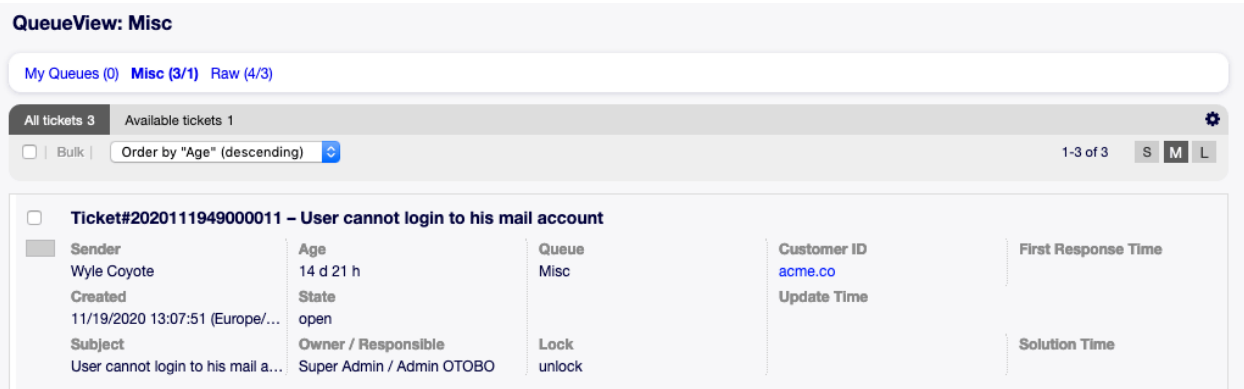 QueueView: Misc
My Queues (0) Misc (3/1) Raw (4/3)
All tickets 3 Available tickets 1
| Bulk | Order by "Age" (descending) 1-3 of 3 S M L
Ticket#2020111949000011 – User cannot login to his mail account
Sender Age Queue Customer ID First Response Time
Wyle Coyote 14 d 21 h Misc acme.co
Created State Update Time
11/19/2020 13:07:51 (Europe/... open
Subject Owner / Responsible Lock Solution Time
User cannot login to his mail a... Super Admin / Admin OTOBO unlock